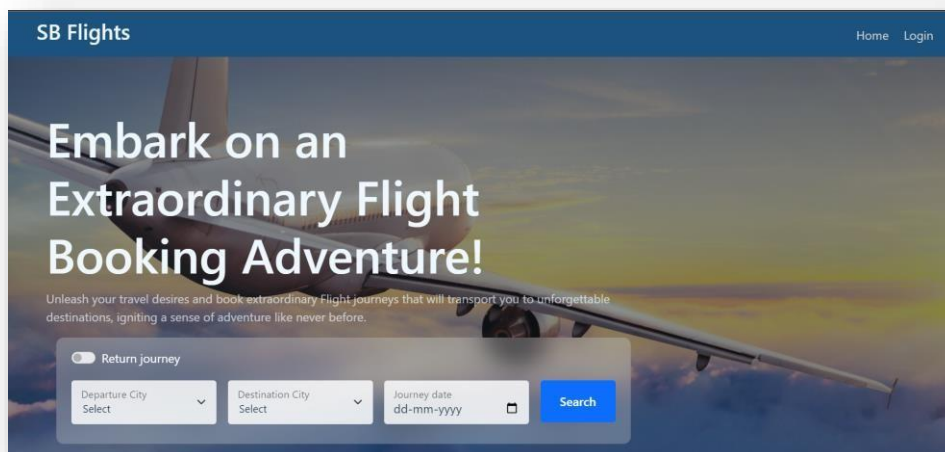 SB Flights
Home Login
Embark on an
Extraordinary Flight
Booking Adventure!
Unleash your travel desires and book extraordinary Flight journeys that will transport you to unforgettable
destinations, igniting a sense of adventure like never before.
Return journey
Departure City
Select
Destination City
Select
Journey date
dd-mm-yyyy
Search